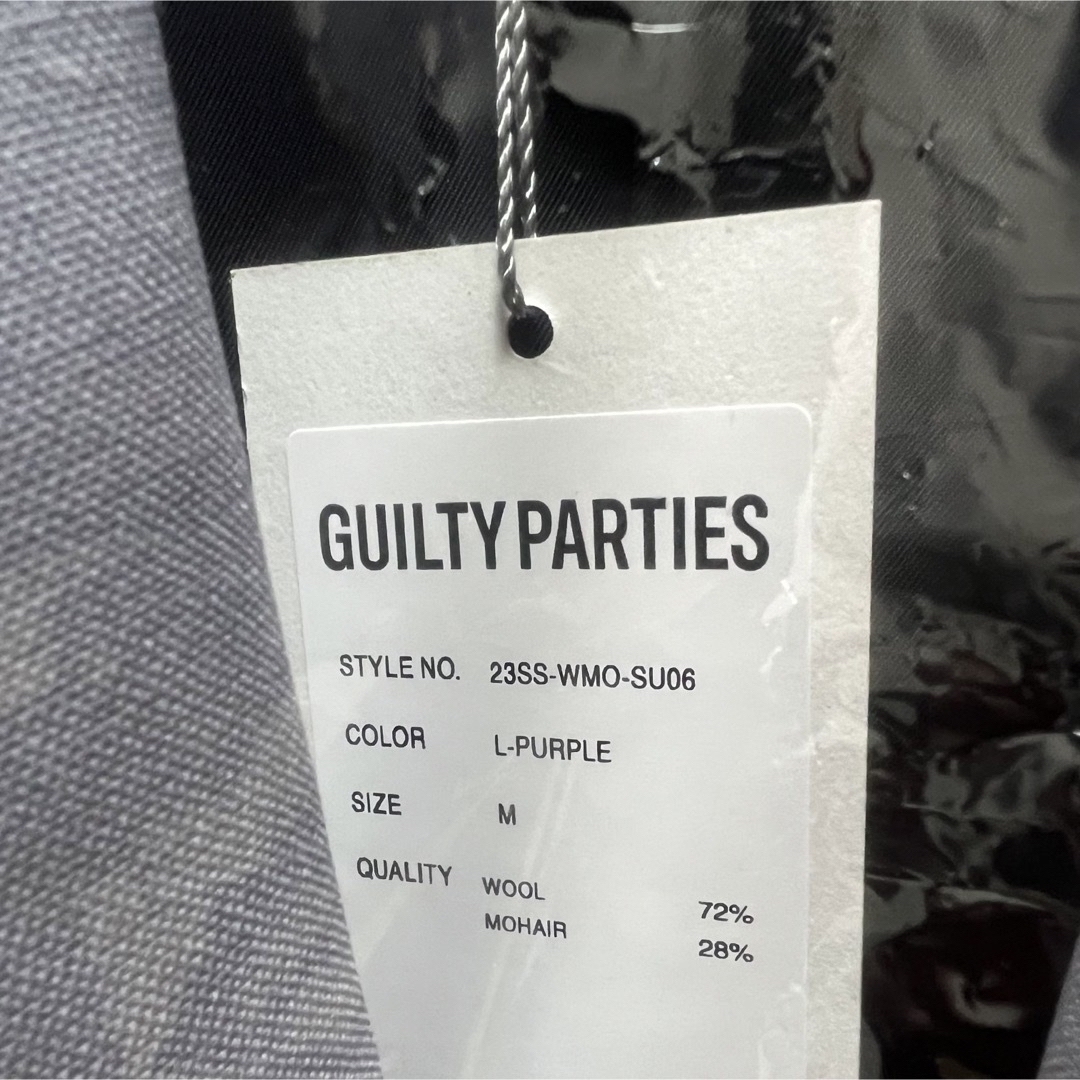 GUILTY PARTIES
STYLE NO. 23SS-WMO-SU06
COLOR L-PURPLE
SIZE M
QUALITY WOOL 72%
MOHAIR 28%